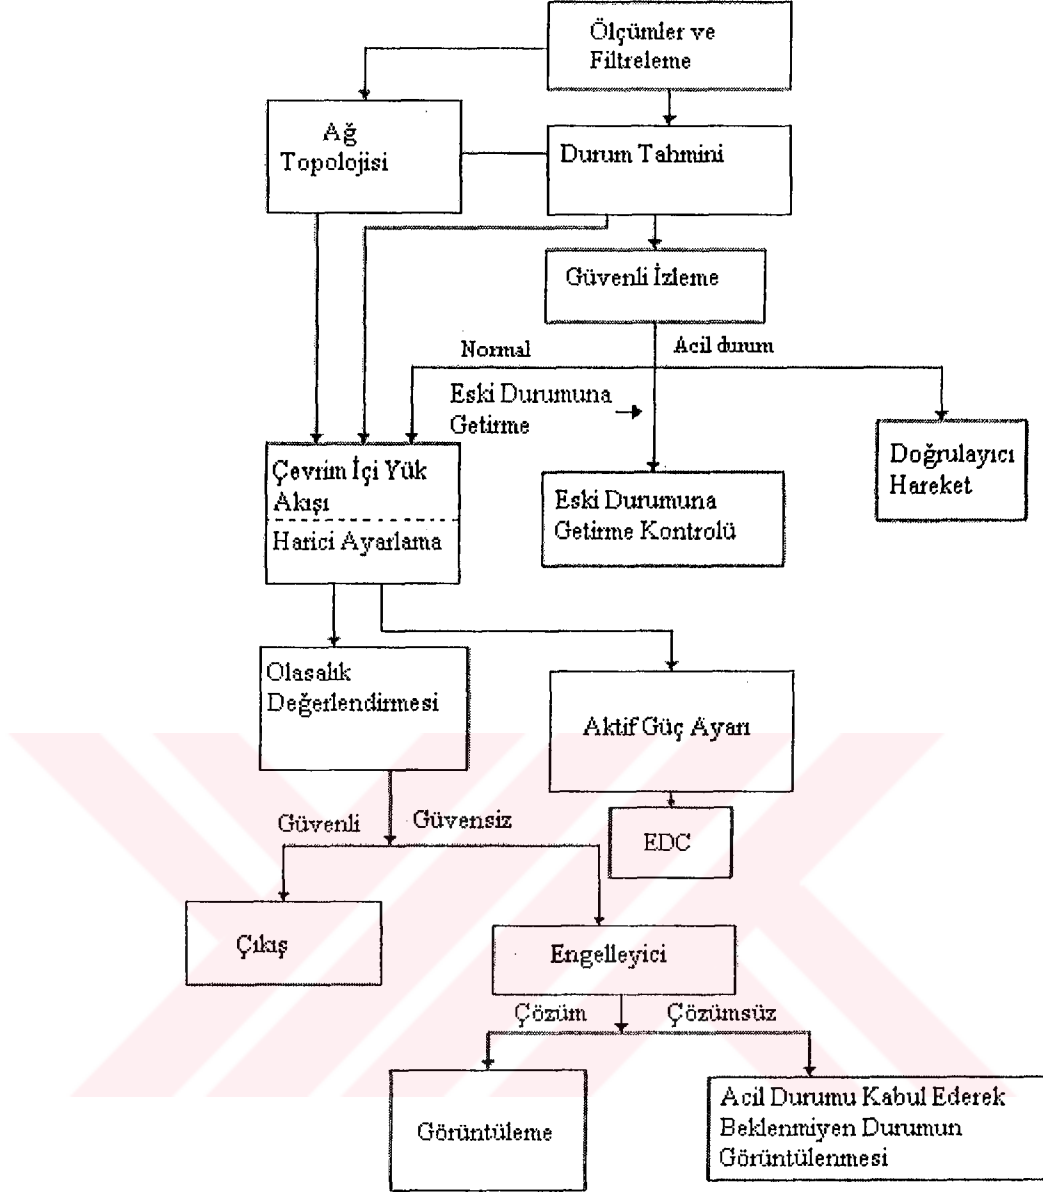 Ölçümler ve
Filtreleme
Ağ
Topolojisi
Durum Tahmini
Güvenli İzleme
Normal
Acil durum
Eski Durumuna
Getirme
Çevrim İçi Yük
Akışı
Harici Ayarlama
Eski Durumuna
Getirme Kontrolü
Doğrulayıcı
Hareket
Olasalık
Değerlendirmesi
Aktif Güç Ayarı
EDC
Güvenli
Güvensiz
Çıkış
Engelleyici
Çözüm
Çözümsüz
Görüntüleme
Acil Durumu Kabul Ederek
Beklenmiyen Durumun
Görüntülenmesi